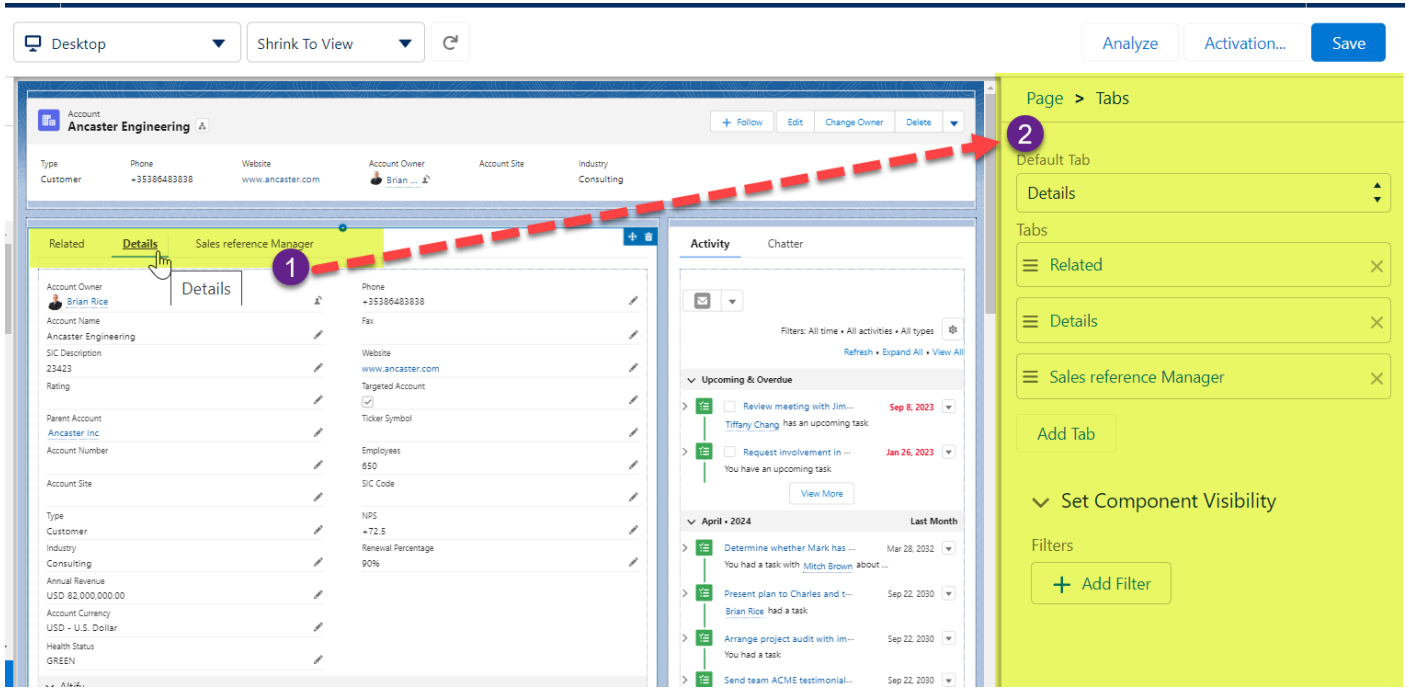 Desktop
Shrink To View
Analyze
Activation...
Save
Account
Ancaster Engineering
+ Follow
Edit
Change Owner
Delete
Type
Phone
Website
Account Owner
Account Site
Industry
Customer
+35386483838
www.ancaster.com
Brian ...
Consulting
Related
Details
Sales reference Manager
1
Details
Account Owner
Brian Rice
Phone
+35386483838
Account Name
Ancaster Engineering
Fax
SIC Description
23423
Website
www.ancaster.com
Rating
Targeted Account
Parent Account
Ancaster Inc
Ticker Symbol
Account Number
Employees
650
Account Site
SIC Code
Type
Customer
NPS
+72.5
Industry
Consulting
Renewal Percentage
90%
Annual Revenue
USD 82,000,000.00
Account Currency
USD - U.S. Dollar
Health Status
GREEN
Altify
Activity
Chatter
Filters: All time • All activities • All types
Refresh • Expand All • View All
Upcoming & Overdue
Review meeting with Jim...
Sep 8, 2023
Tiffany Chang has an upcoming task
Request involvement in ...
Jan 26, 2023
You have an upcoming task
View More
April • 2024
Last Month
Determine whether Mark has ...
Mar 28, 2032
You had a task with Mitch Brown about ...
Present plan to Charles and t...
Sep 22, 2030
Brian Rice had a task
Arrange project audit with im...
Sep 22, 2030
You had a task
Send team ACME testimonial...
Sep 22, 2030
Page > Tabs
2
Default Tab
Details
Tabs
Related
Details
Sales reference Manager
Add Tab
Set Component Visibility
Filters
+ Add Filter